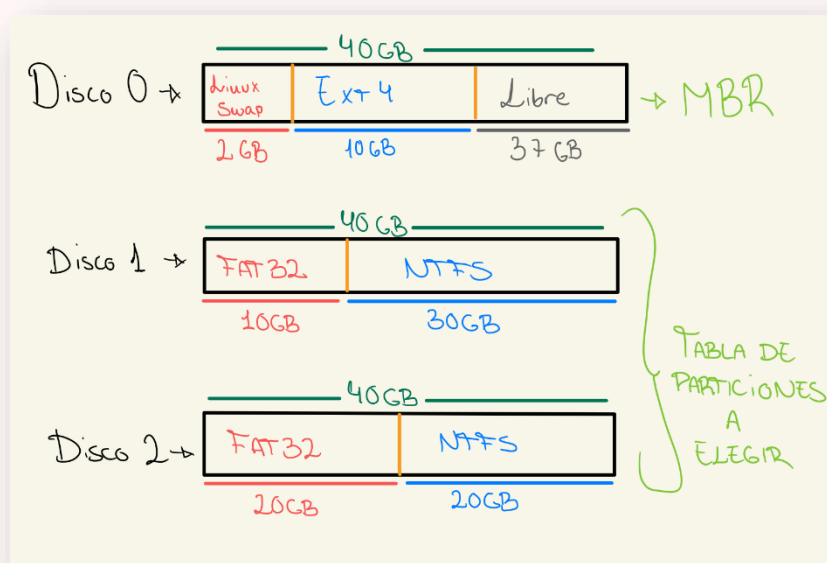 40GB
Disco 0 → Linux Swap Ext4 Libre → MBR
2GB 10GB 37GB
40GB
Disco 1 → FAT32 NTFS
10GB 30GB
40GB
Disco 2 → FAT32 NTFS
20GB 20GB
TABLA DE
PARTICIONES
A
ELEGIR